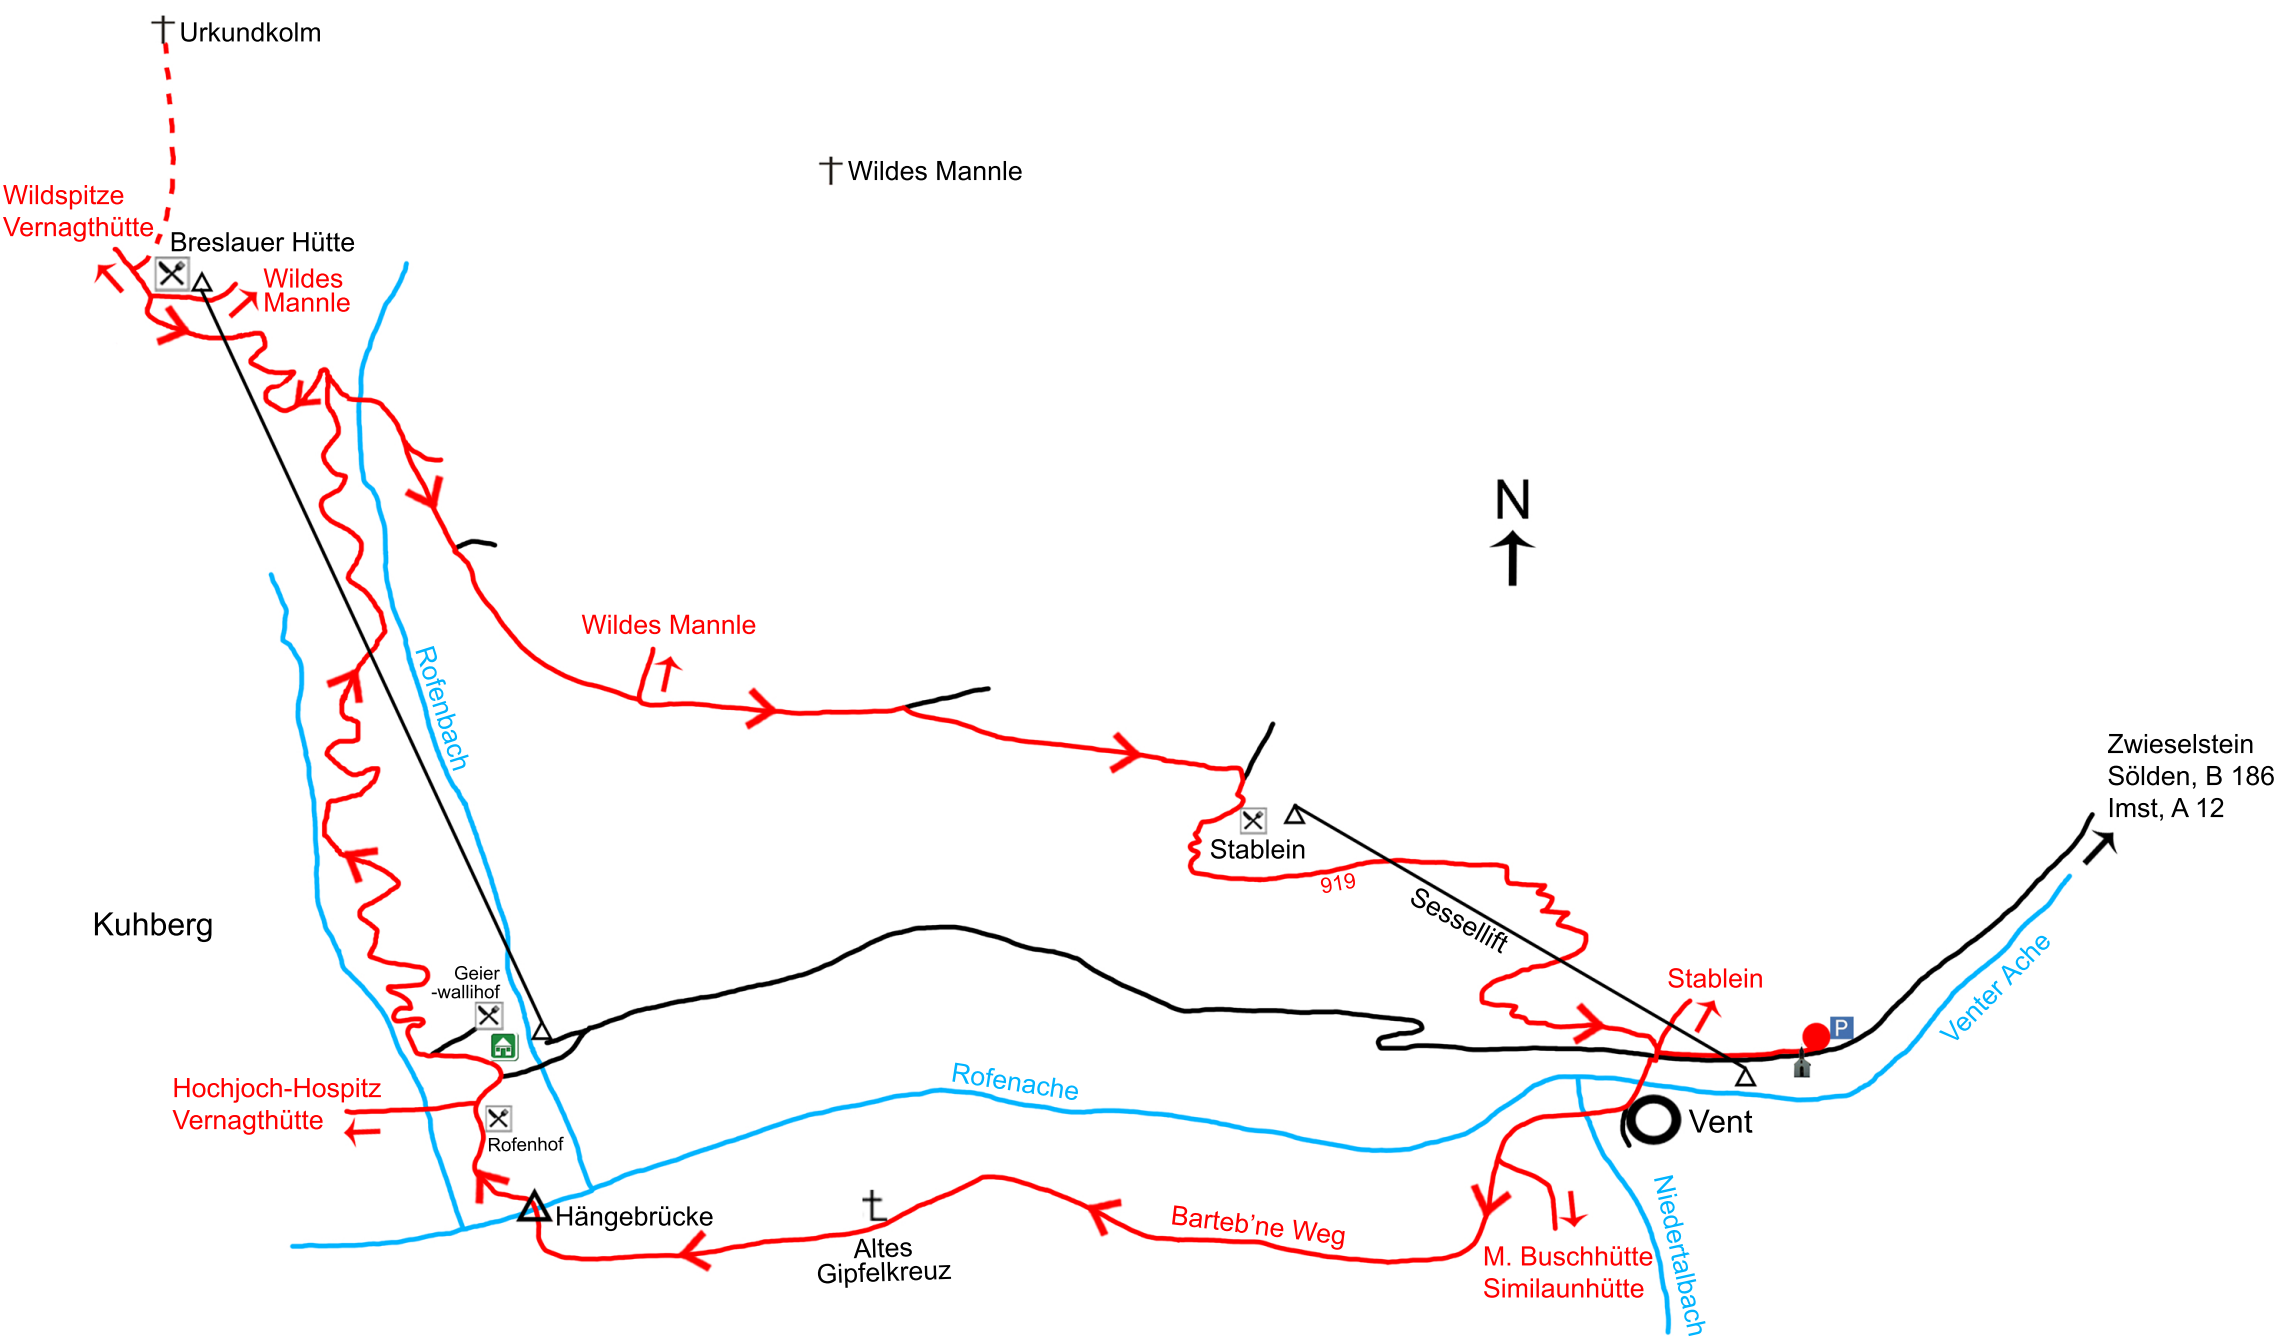 Urkundkolm
Wildes Mannle
Wildspitze
Vernagthütte
Breslauer Hütte
Wildes
Mannle
N
Wildes Mannle
Rofenbach
Zwieselstein
Sölden, B 186
Imst, A 12
Stablein
919
Sessellift
Kuhberg
Geier
-wallihof
Stablein
Venter Ache
P
Hochjoch-Hospitz
Vernagthütte
Rofenache
Rofenhof
Vent
Hängebrücke
Barteb'ne Weg
Altes
Gipfelkreuz
M. Buschhütte
Similaunhütte
Niedertalbach